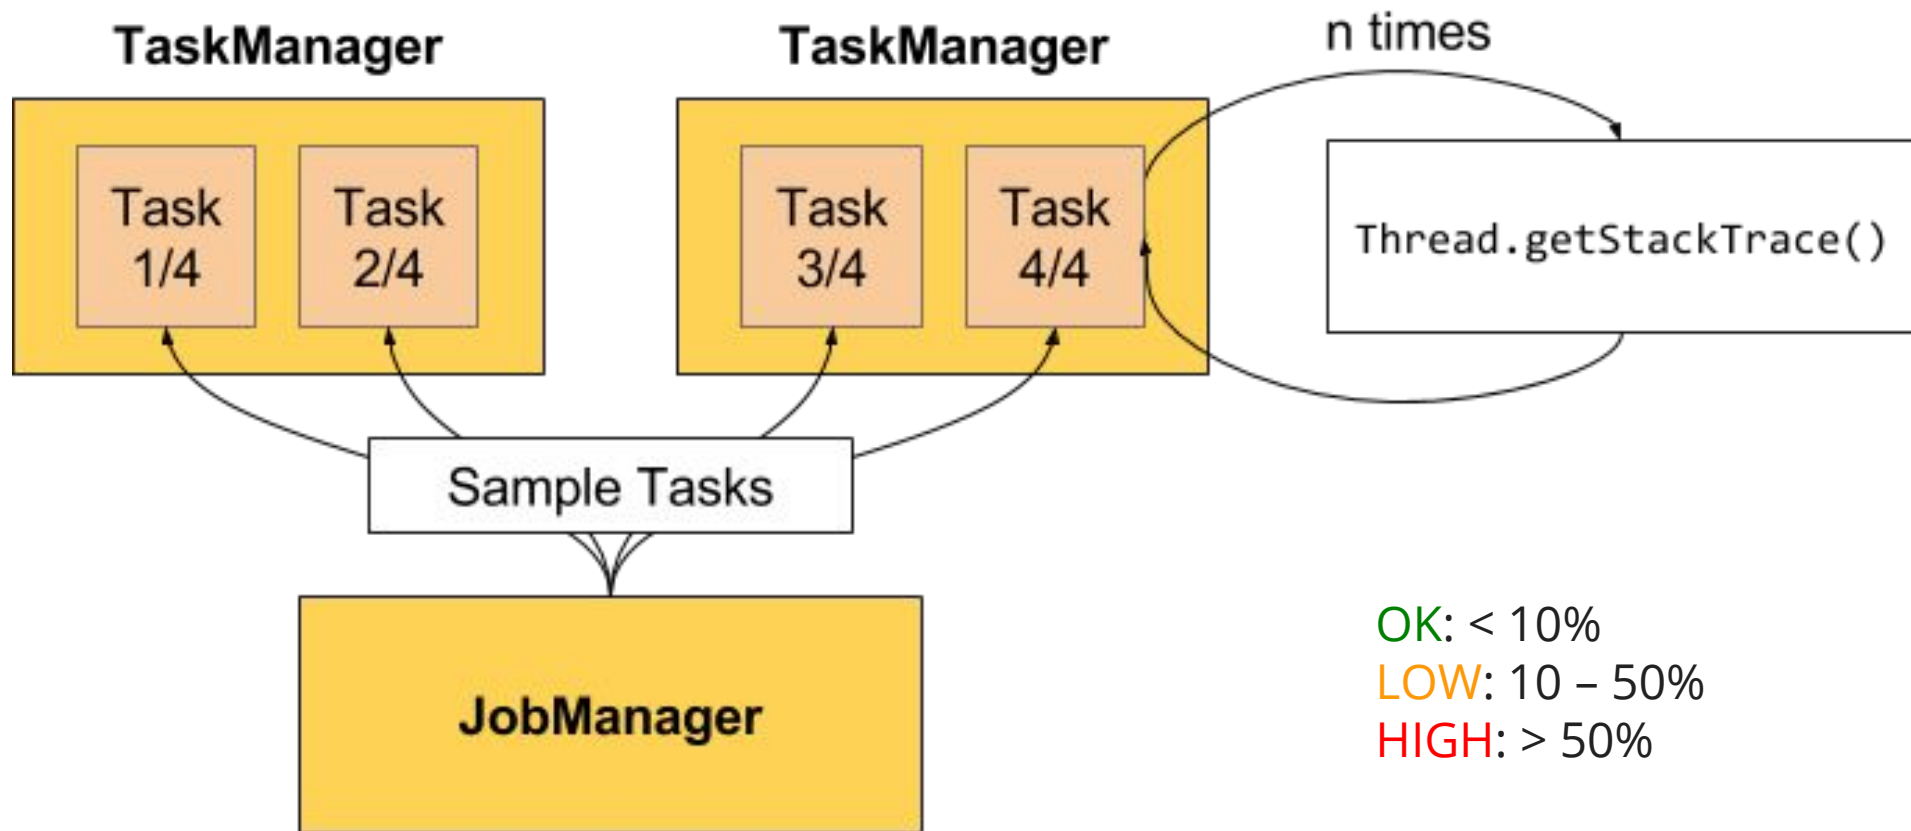 TaskManager
TaskManager
n times
Task
1/4
Task
2/4
Task
3/4
Task
4/4
Thread.getStackTrace()
Sample Tasks
JobManager
OK: < 10%
LOW: 10 – 50%
HIGH: > 50%